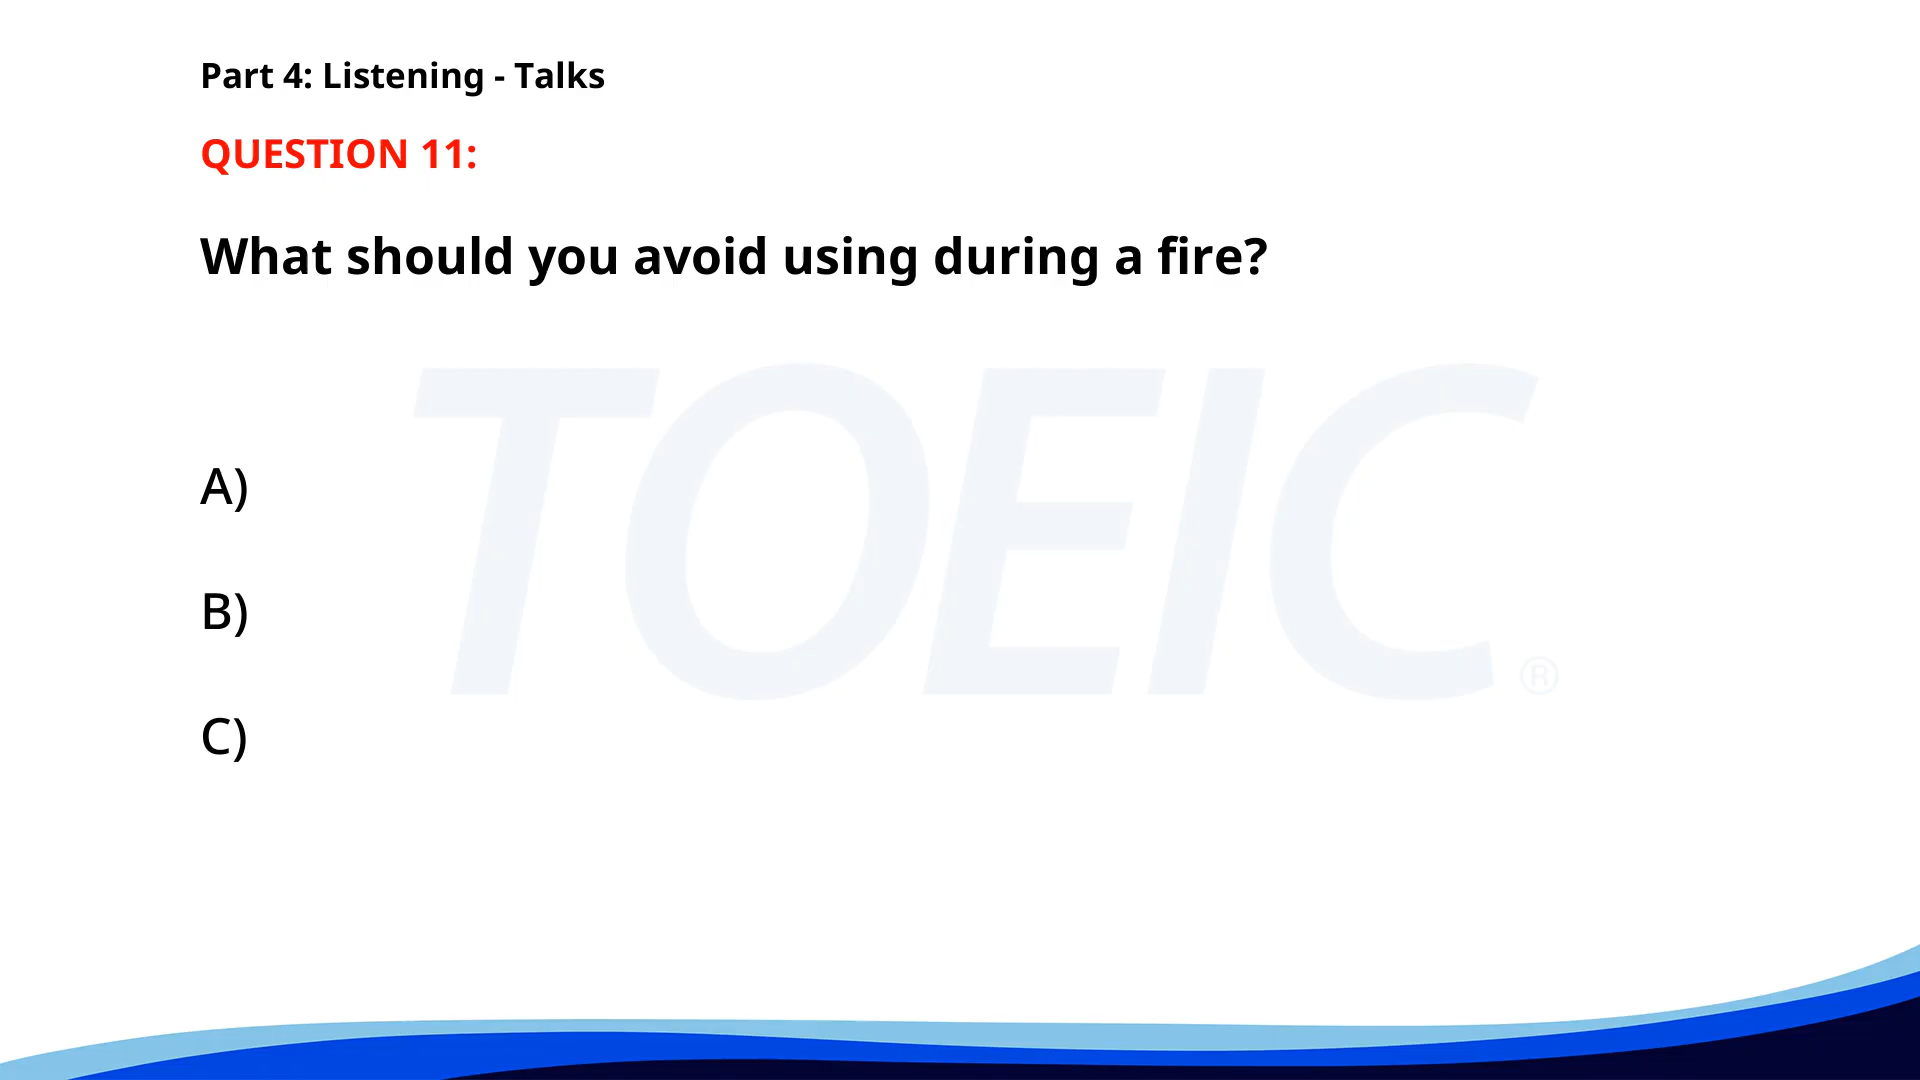 Part 4: Listening - Talks
QUESTION 11:
What should you avoid using during a fire?
TOEIC®
A)
B)
C)